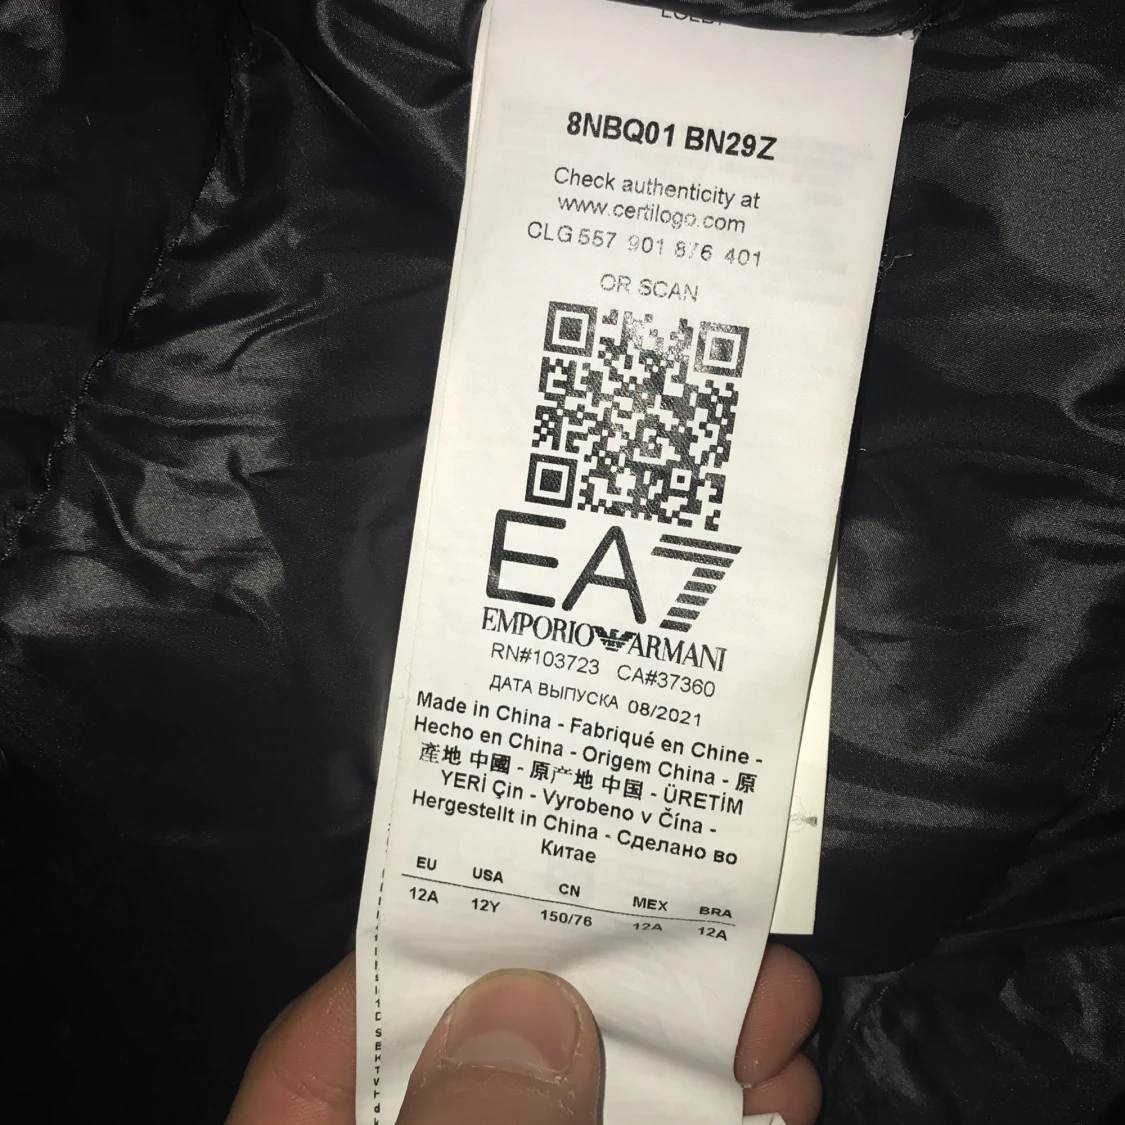 8NBQ01 BN29Z
Check authenticity at
www.certilogo.com
CLG 557 901 876 401
OR SCAN
EA7
EMPORIO ARMANI
RN#103723 CA#37360
ДАТА ВЫПУСКА 08/2021
Made in China - Fabriqué en Chine -
Hecho en China - Origem China - 原
產地 中國 - 原产地 中国 - ÜRETİM
YERİ Çin - Vyrobeno v Čína -
Hergestellt in China - Сделано во
Китае
EU USA CN MEX BRA
12A 12Y 150/76 12A 12A